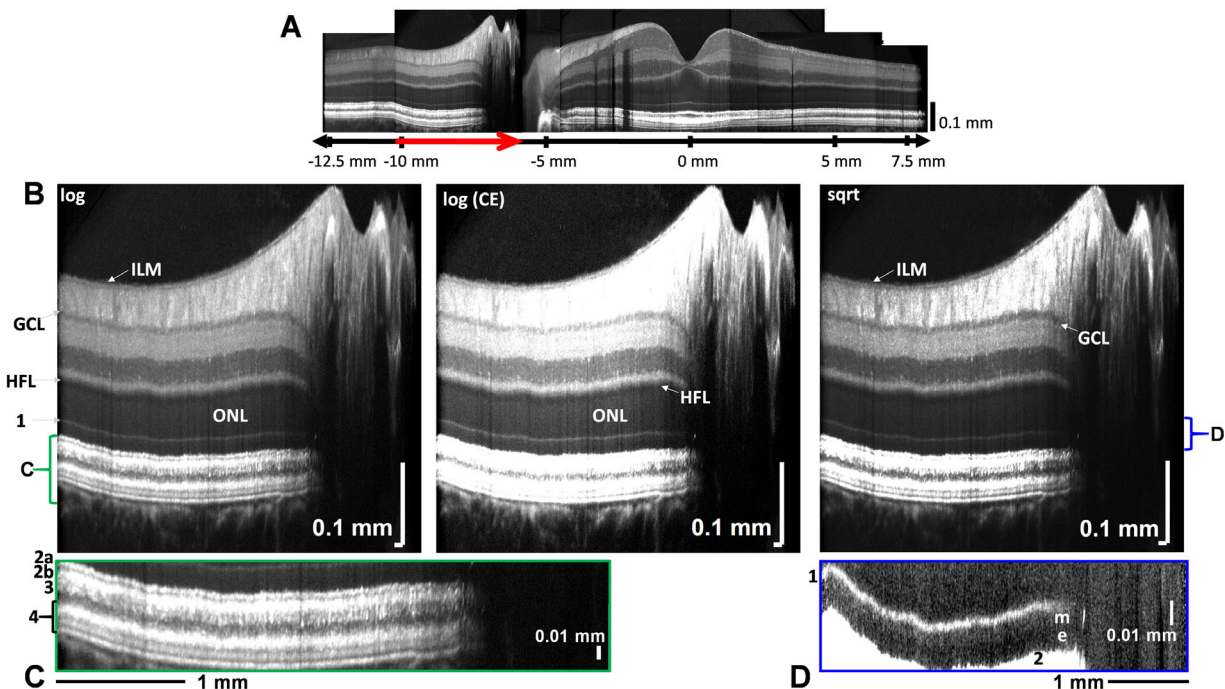 A
0.1 mm
-12.5 mm -10 mm -5 mm 0 mm 5 mm 7.5 mm
B
log
log (CE)
sqrt
ILM
ILM
GCL
GCL
HFL
HFL
1
ONL
ONL
C
D
0.1 mm
0.1 mm
0.1 mm
2a
2b
3
4
0.01 mm
1
m
e
2
0.01 mm
C
1 mm
D
1 mm